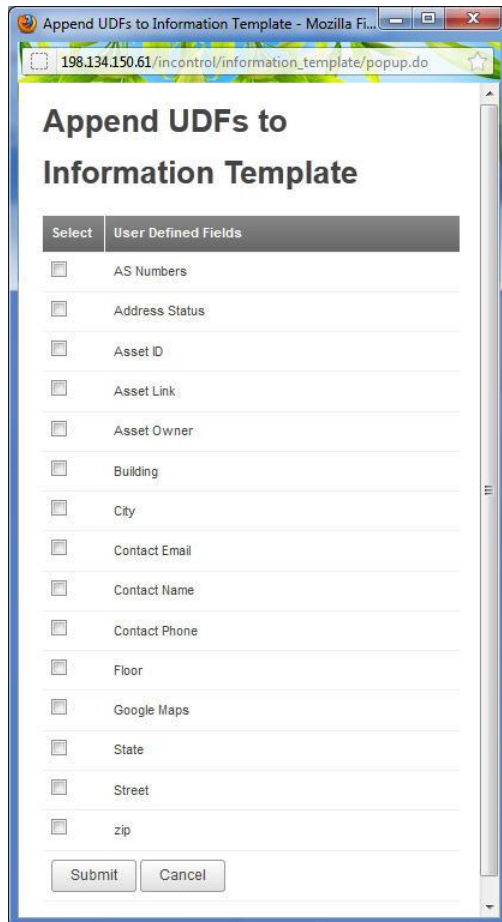 Append UDFs to Information Template - Mozilla Fi...
198.134.150.61/incontrol/information_template/popup.do
Append UDFs to
Information Template
Select User Defined Fields
AS Numbers
Address Status
Asset ID
Asset Link
Asset Owner
Building
City
Contact Email
Contact Name
Contact Phone
Floor
Google Maps
State
Street
zip
Submit Cancel